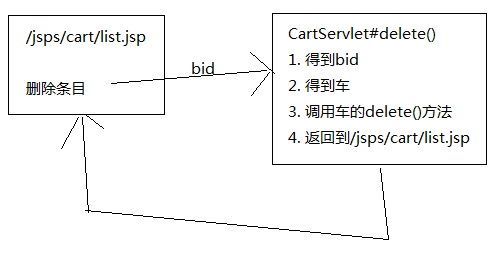 /jsps/cart/list.jsp
删除条目
bid
CartServlet#delete()
1. 得到bid
2. 得到车
3. 调用车的delete()方法
4. 返回到/jsps/cart/list.jsp